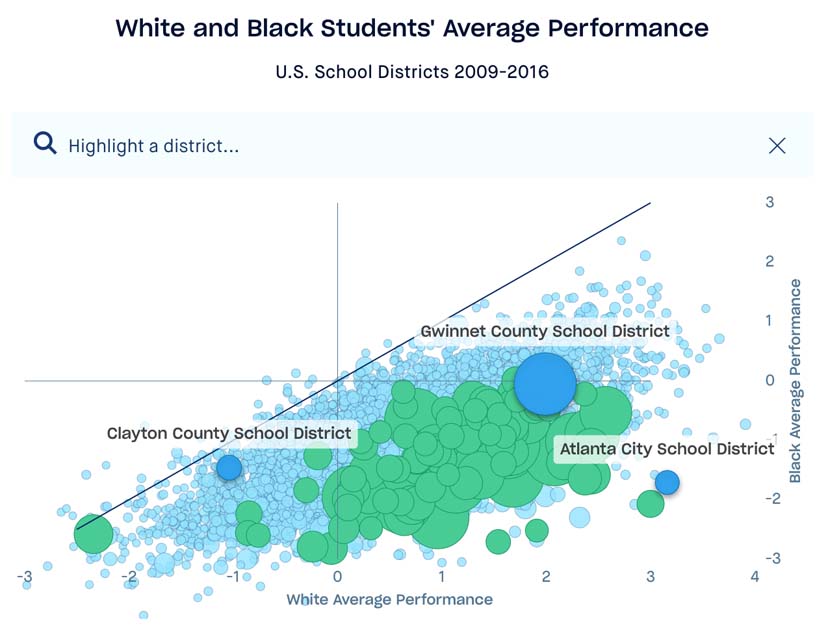 White and Black Students' Average Performance
U.S. School Districts 2009-2016
Highlight a district...
3
2
1
0
-1
-2
-3
Black Average Performance
Gwinnet County School District
Clayton County School District
Atlanta City School District
-3
-2
-1
0
1
2
3
4
White Average Performance